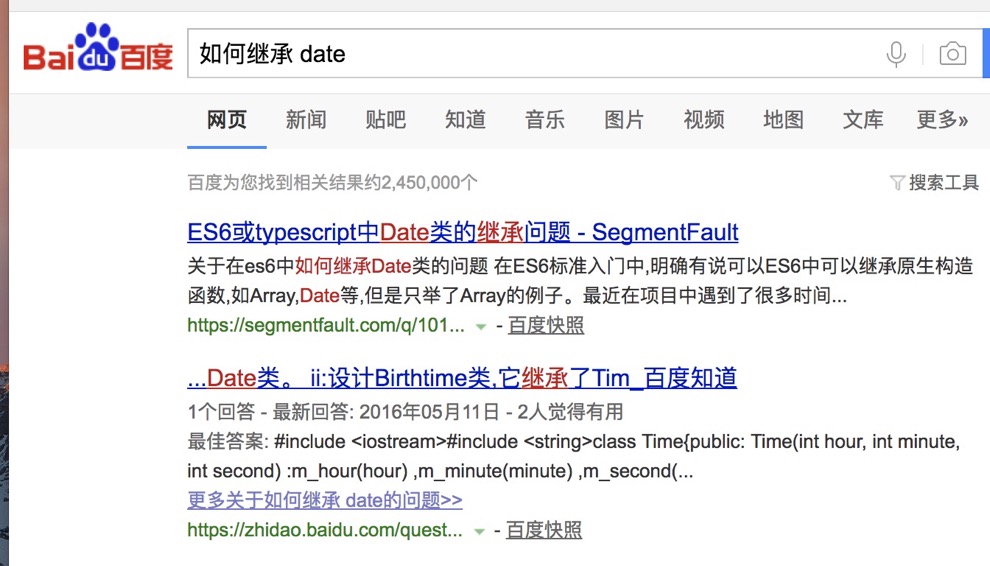 Bai du 百度
如何继承 date
网页 新闻 贴吧 知道 音乐 图片 视频 地图 文库 更多»
百度为您找到相关结果约2,450,000个 搜索工具
ES6或typescript中Date类的继承问题 - SegmentFault
关于在es6中如何继承Date类的问题 在ES6标准入门中,明确有说可以ES6中可以继承原生构造
函数,如Array,Date等,但是只举了Array的例子。最近在项目中遇到了很多时间...
https://segmentfault.com/q/101... - 百度快照
...Date类。 ii:设计Birthtime类,它继承了Tim_百度知道
1个回答 - 最新回答: 2016年05月11日 - 2人觉得有用
最佳答案: #include <iostream>#include <string>class Time{public: Time(int hour, int minute,
int second) :m_hour(hour) ,m_minute(minute) ,m_second(...
更多关于如何继承 date的问题>>
https://zhidao.baidu.com/quest... - 百度快照